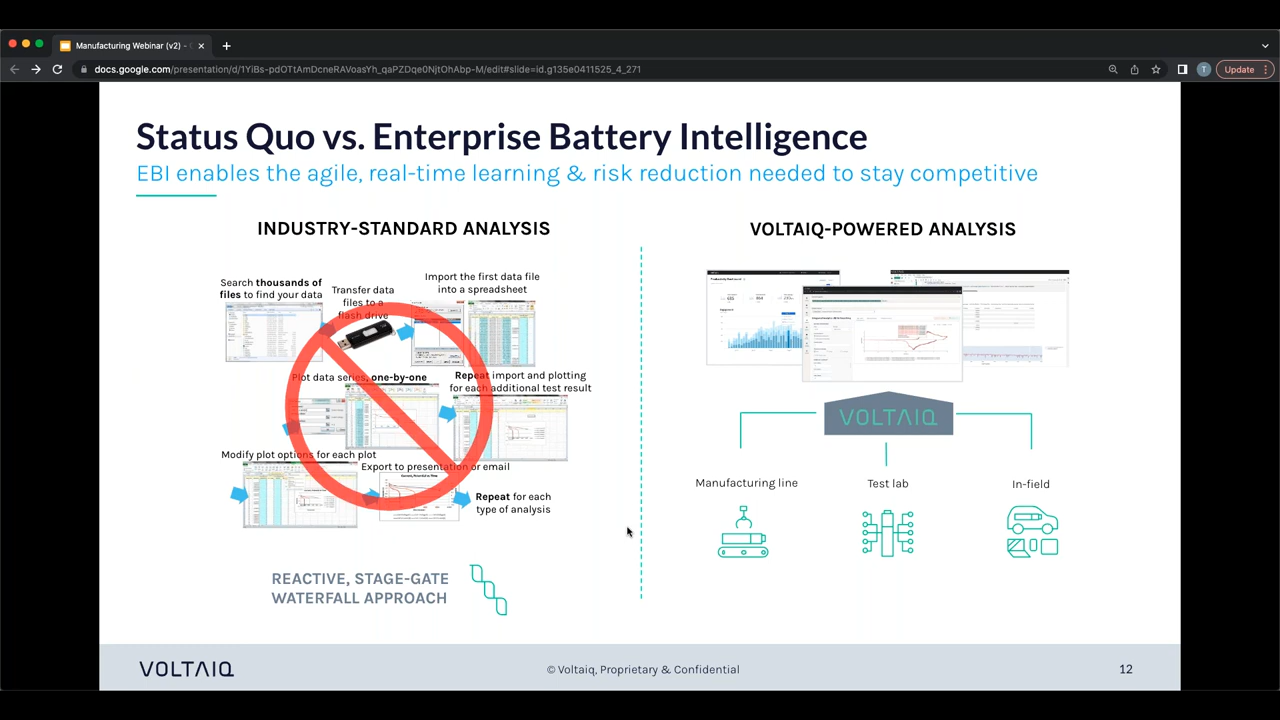 Manufacturing Webinar (v2) -
docs.google.com/presentation/d/1YiBs-pdOTtAmDcneRAVoasYh_qaPZDqe0NjtOhAbp-M/edit#slide=id.g135e0411525_4_271
T
Update
Status Quo vs. Enterprise Battery Intelligence
EBI enables the agile, real-time learning & risk reduction needed to stay competitive
INDUSTRY-STANDARD ANALYSIS
Search thousands of
files to find your data
Transfer data
files to a
flash drive
Import the first data file
into a spreadsheet
Plot data series, one-by-one
Repeat import and plotting
for each additional test result
Modify plot options for each plot
Export to presentation or email
Repeat for each
type of analysis
REACTIVE, STAGE-GATE
WATERFALL APPROACH
VOLTAIQ-POWERED ANALYSIS
VOLTAIQ
Manufacturing line
Test lab
In-field
VOLTAIQ
© Voltaiq, Proprietary & Confidential
12